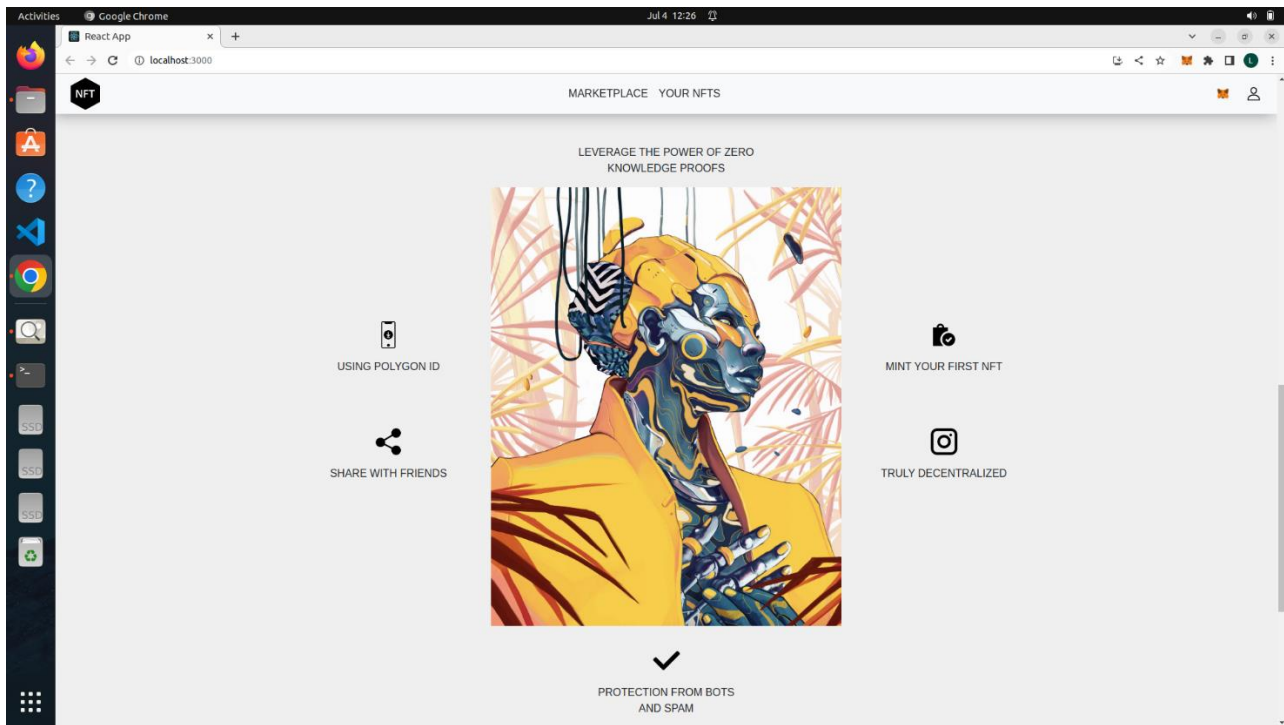 Activities
Google Chrome
Jul 4 12:26
React App
localhost:3000
L
NFT
MARKETPLACE
YOUR NFTS
LEVERAGE THE POWER OF ZERO
KNOWLEDGE PROOFS
USING POLYGON ID
MINT YOUR FIRST NFT
SHARE WITH FRIENDS
TRULY DECENTRALIZED
PROTECTION FROM BOTS
AND SPAM
SSD
SSD
SSD